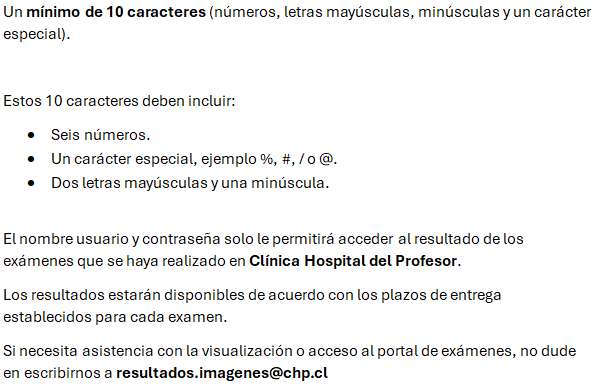 Un mínimo de 10 caracteres (números, letras mayúsculas, minúsculas y un carácter
especial).
Estos 10 caracteres deben incluir:
• Seis números.
• Un carácter especial, ejemplo %, #, / o @.
• Dos letras mayúsculas y una minúscula.
El nombre usuario y contraseña solo le permitirá acceder al resultado de los
exámenes que se haya realizado en Clínica Hospital del Profesor.
Los resultados estarán disponibles de acuerdo con los plazos de entrega
establecidos para cada examen.
Si necesita asistencia con la visualización o acceso al portal de exámenes, no dude
en escribirnos a resultados.imagenes@chp.cl